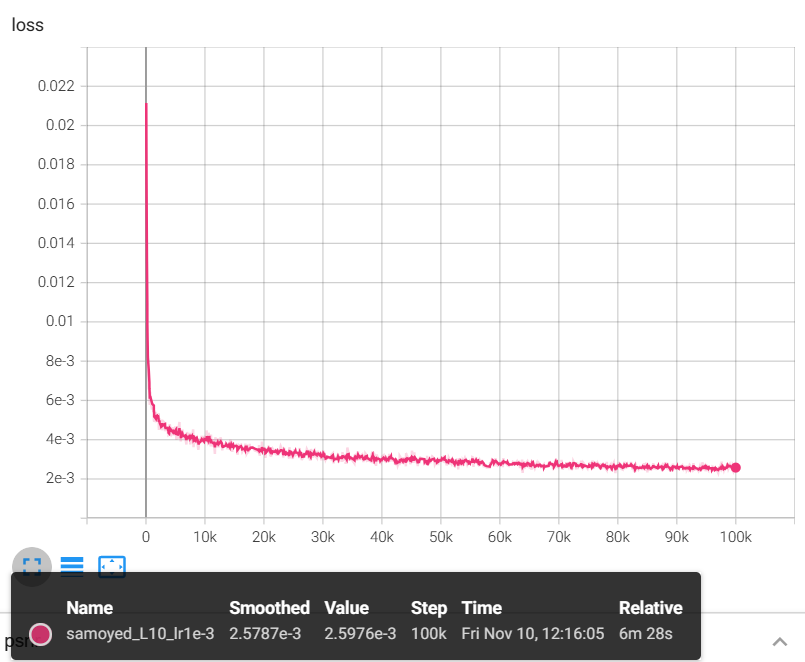 loss
0.022
0.02
0.018
0.016
0.014
0.012
0.01
8e-3
6e-3
4e-3
2e-3
0 10k 20k 30k 40k 50k 60k 70k 80k 90k 100k
Name Smoothed Value Step Time Relative
samoyed_L10_lr1e-3 2.5787e-3 2.5976e-3 100k Fri Nov 10, 12:16:05 6m 28s